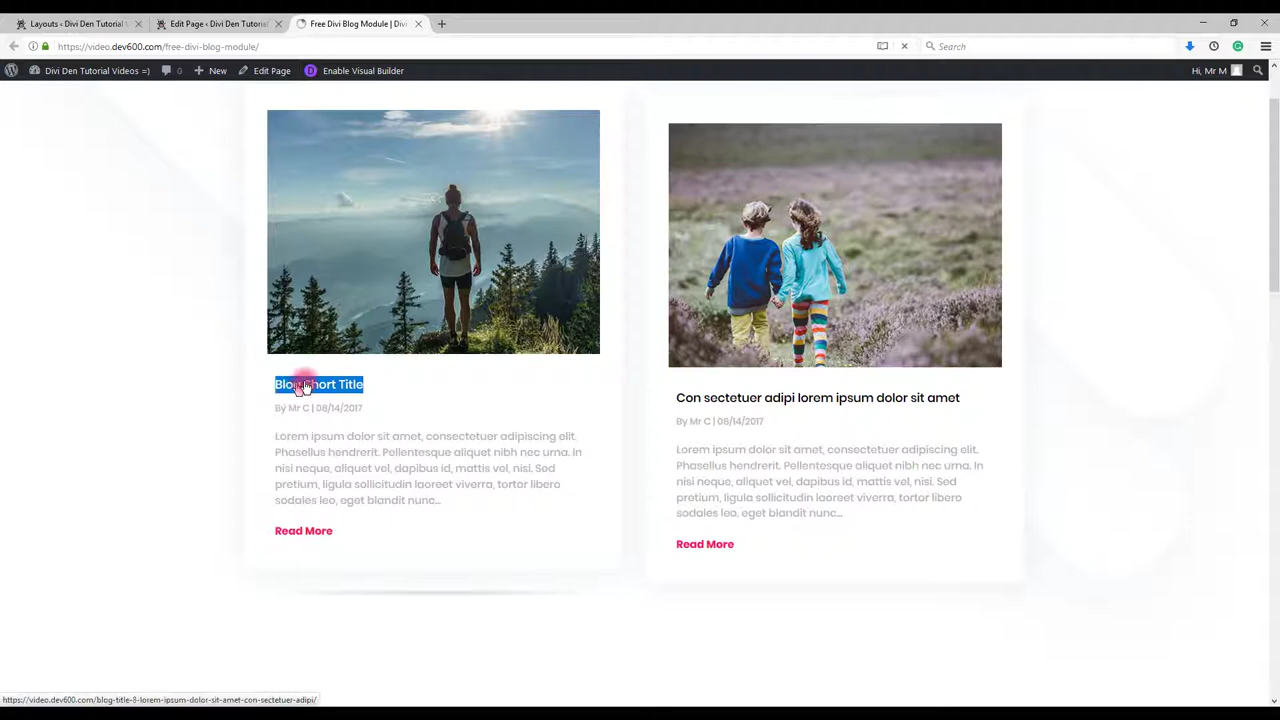 Layouts ‹ Divi Den Tutorial
Edit Page ‹ Divi Den Tutorial
Free Divi Blog Module | Divi
https://video.dev600.com/free-divi-blog-module/
Search
Divi Den Tutorial Videos =)
0
New
Edit Page
D
Enable Visual Builder
Hi, Mr M
Blog Short Title
By Mr C | 08/14/2017
Lorem ipsum dolor sit amet, consectetuer adipiscing elit.
Phasellus hendrerit. Pellentesque aliquet nibh nec urna. In
nisi neque, aliquet vel, dapibus id, mattis vel, nisi. Sed
pretium, ligula sollicitudin laoreet viverra, tortor libero
sodales leo, eget blandit nunc...
Read More
Con sectetuer adipi lorem ipsum dolor sit amet
By Mr C | 08/14/2017
Lorem ipsum dolor sit amet, consectetuer adipiscing elit.
Phasellus hendrerit. Pellentesque aliquet nibh nec urna. In
nisi neque, aliquet vel, dapibus id, mattis vel, nisi. Sed
pretium, ligula sollicitudin laoreet viverra, tortor libero
sodales leo, eget blandit nunc...
Read More
https://video.dev600.com/blog-title-8-lorem-ipsum-dolor-sit-amet-con-sectetuer-adipi/